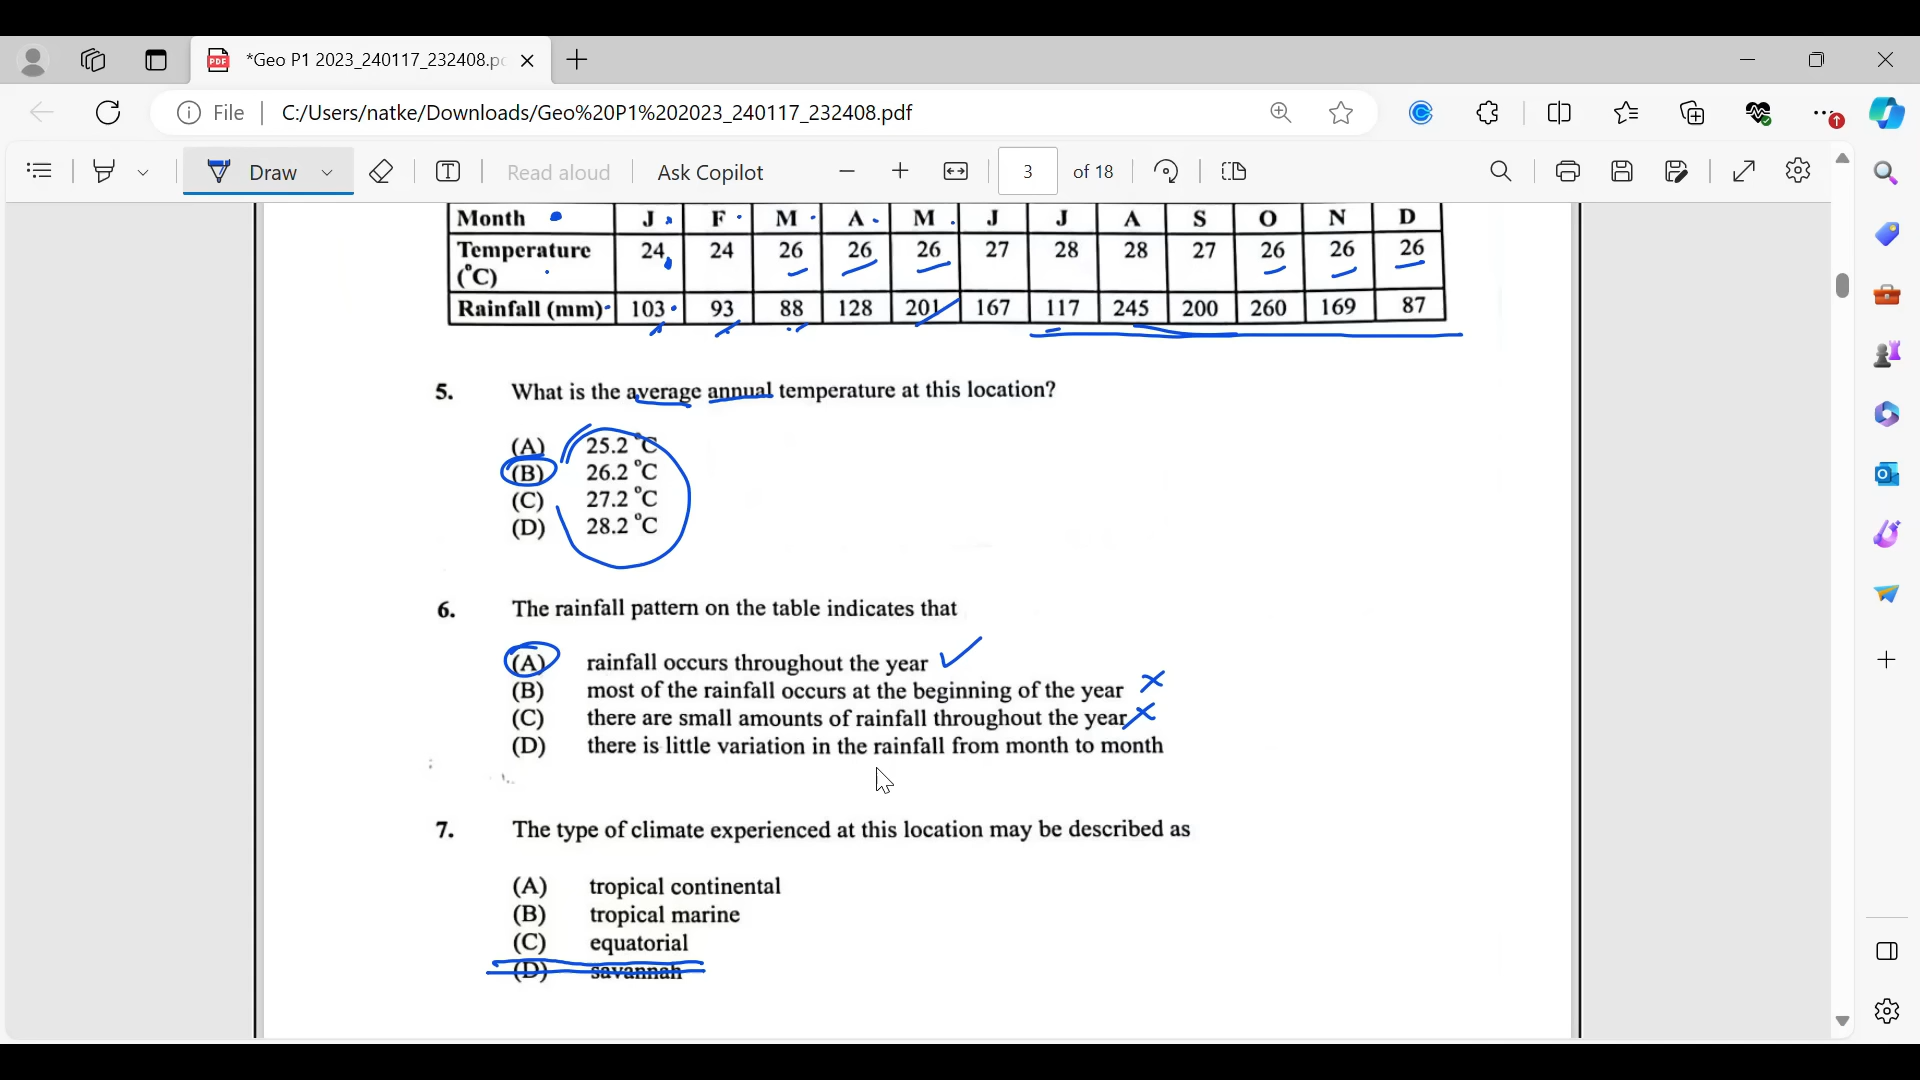 *Geo P1 2023_240117_232408.pc
File
C:/Users/natke/Downloads/Geo%20P1%202023_240117_232408.pdf
Draw
Read aloud
Ask Copilot
3
of 18
Month J F M A M J J A S O N D
Temperature (°C) 24 24 26 26 26 27 28 28 27 26 26 26
Rainfall (mm) 103 93 88 128 201 167 117 245 200 260 169 87
5. What is the average annual temperature at this location?
(A) 25.2 °C
(B) 26.2 °C
(C) 27.2 °C
(D) 28.2 °C
6. The rainfall pattern on the table indicates that
(A) rainfall occurs throughout the year
(B) most of the rainfall occurs at the beginning of the year
(C) there are small amounts of rainfall throughout the year
(D) there is little variation in the rainfall from month to month
7. The type of climate experienced at this location may be described as
(A) tropical continental
(B) tropical marine
(C) equatorial
(D) savannah